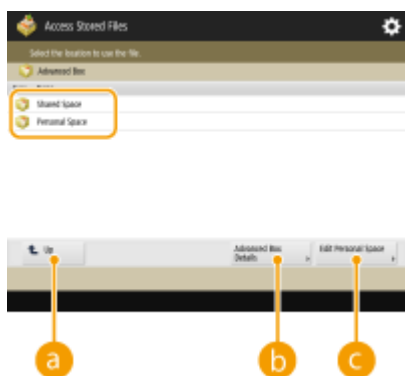 Access Stored Files
Select the location to use the file.
Advanced Box
Shared Space
Personal Space
Up
Advanced Box
Details
Edit Personal Space
a
b
c